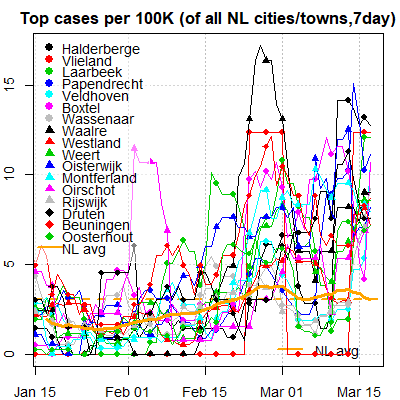 Top cases per 100K (of all NL cities/towns,7day)
Halderberge
Vlieland
Laarbeek
Papendrecht
Veldhoven
Boxtel
Wassenaar
Waalre
Westland
Weert
Oisterwijk
Montferland
Oirschot
Rijswijk
Druten
Beuningen
Oosterhout
NL avg
NL avg
15
10
5
0
Jan 15
Feb 01
Feb 15
Mar 01
Mar 15